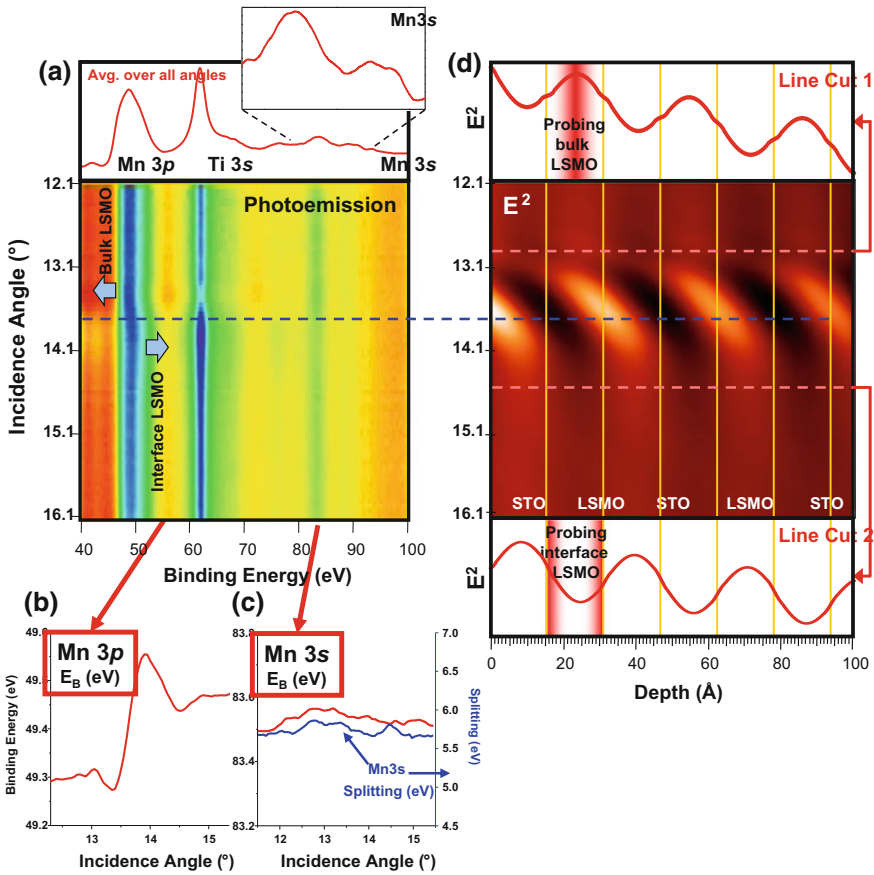 (a)
Avg. over all angles
Mn3s
Mn 3p
Ti 3s
Mn 3s
Photoemission
Bulk LSMO
Interface LSMO
Incidence Angle (°)
12.1
13.1
14.1
15.1
16.1
40
50
60
70
80
90
100
Binding Energy (eV)
(b)
Mn 3p
E_B (eV)
Binding Energy (eV)
49.4
49.3
49.2
13
14
15
Incidence Angle (°)
(c)
Mn 3s
E_B (eV)
83.6
83.4
83.2
7.0
6.5
6.0
5.5
5.0
4.5
Splitting (eV)
Mn3s
Splitting (eV)
12
13
14
15
Incidence Angle (°)
(d)
Line Cut 1
E²
Probing
bulk
LSMO
E²
12.1
13.1
14.1
15.1
16.1
STO
LSMO
STO
LSMO
STO
Line Cut 2
E²
Probing
interface
LSMO
0
20
40
60
80
100
Depth (Å)